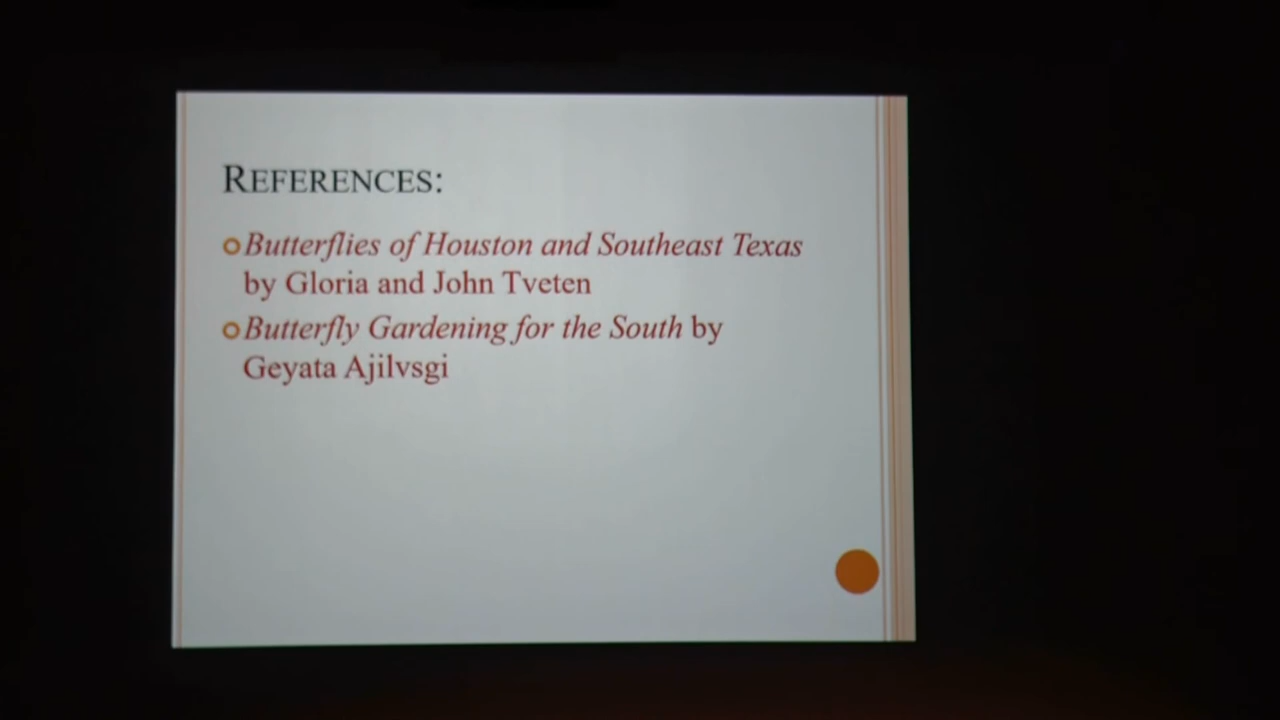 REFERENCES:
Butterflies of Houston and Southeast Texas
by Gloria and John Tveten
Butterfly Gardening for the South by
Geyata Ajilvsgi